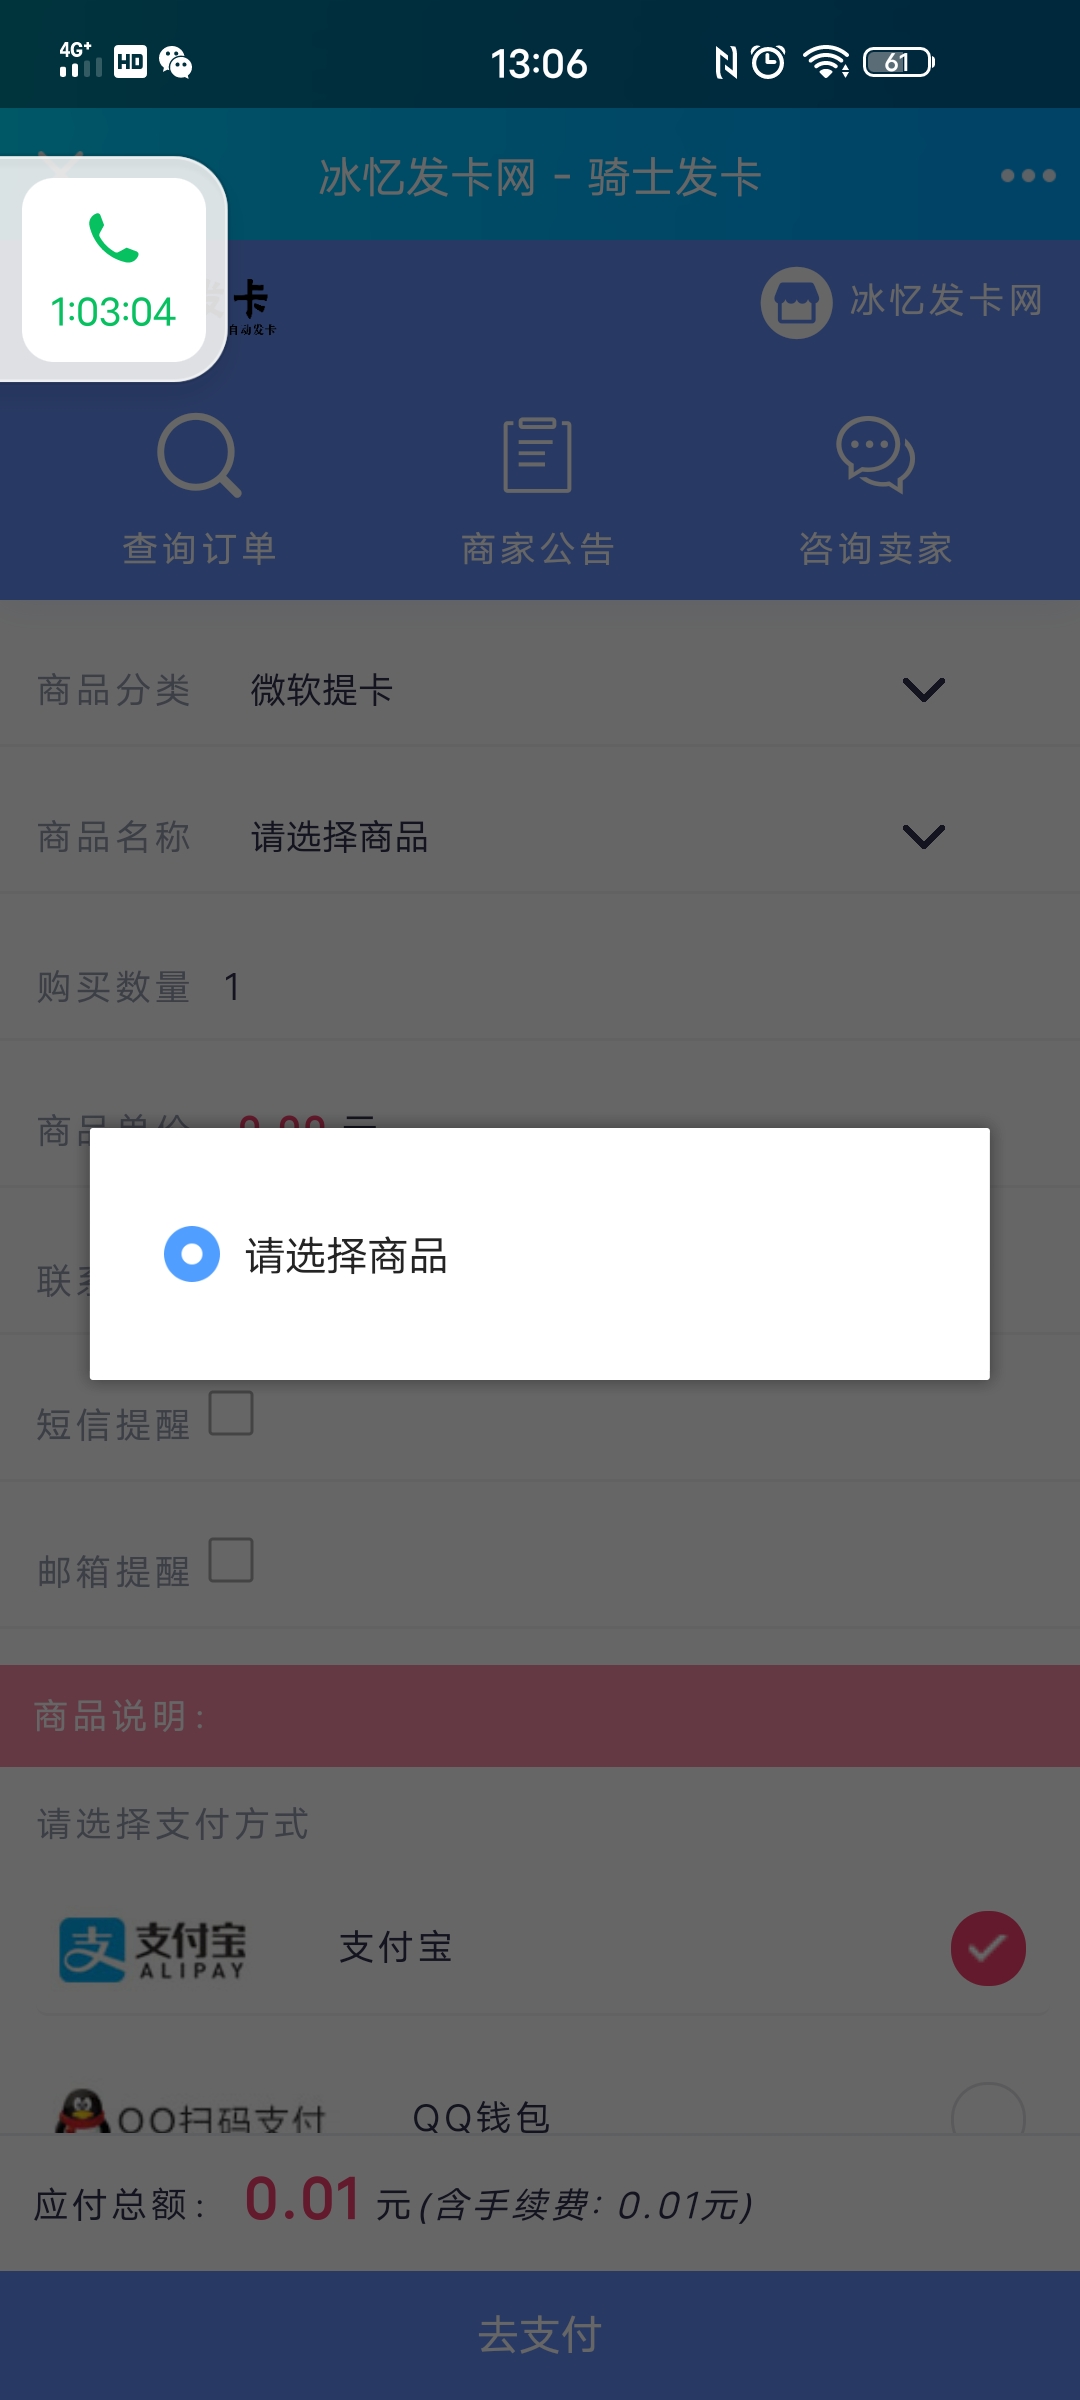 4G+
HD
13:06
61
冰忆发卡网 - 骑士发卡
1:03:04
卡
自动发卡
冰忆发卡网
查询订单
商家公告
咨询卖家
商品分类 微软提卡
商品名称 请选择商品
购买数量 1
商品单价 0.00 元
请选择商品
联系
短信提醒
邮箱提醒
商品说明:
请选择支付方式
支付宝
ALIPAY
支付宝
QQ扫码支付
QQ钱包
应付总额: 0.01 元(含手续费: 0.01元)
去支付